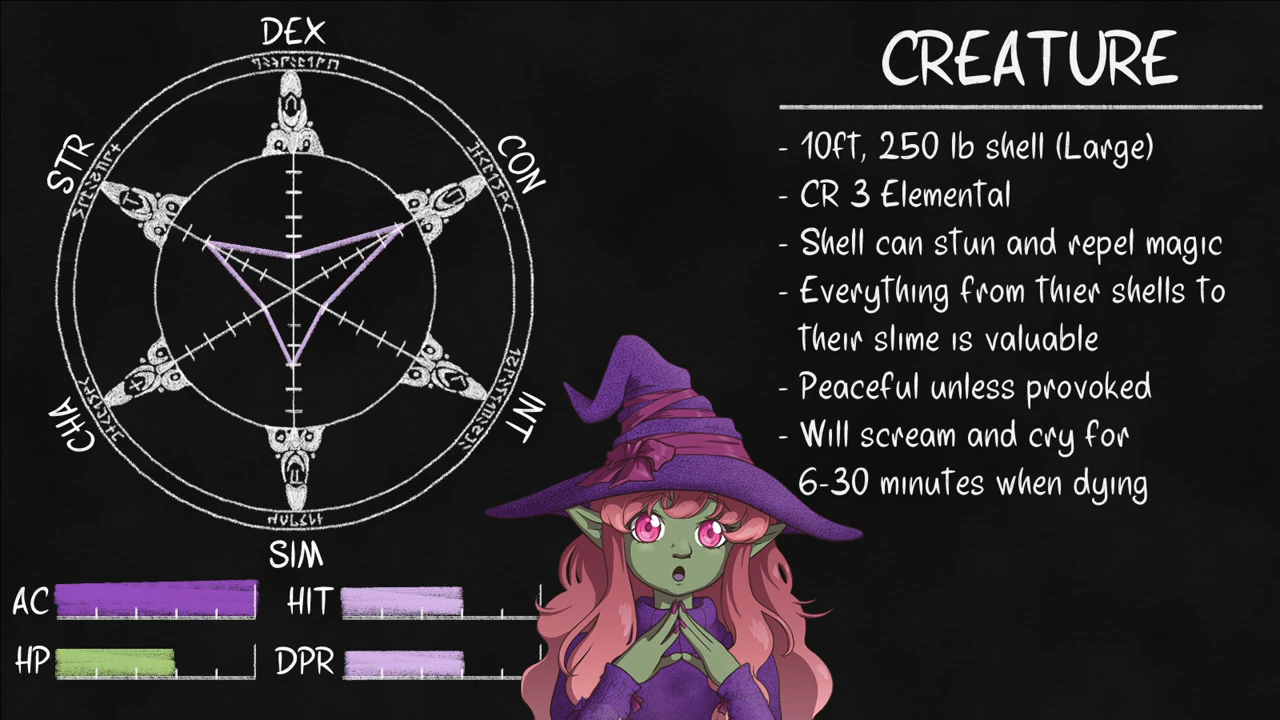 DEX
STR
CON
CHA
INT
SIM
AC
HIT
HP
DPR
CREATURE
- 10ft, 250 lb shell (Large)
- CR 3 Elemental
- Shell can stun and repel magic
- Everything from thier shells to
their slime is valuable
- Peaceful unless provoked
- Will scream and cry for
6-30 minutes when dying